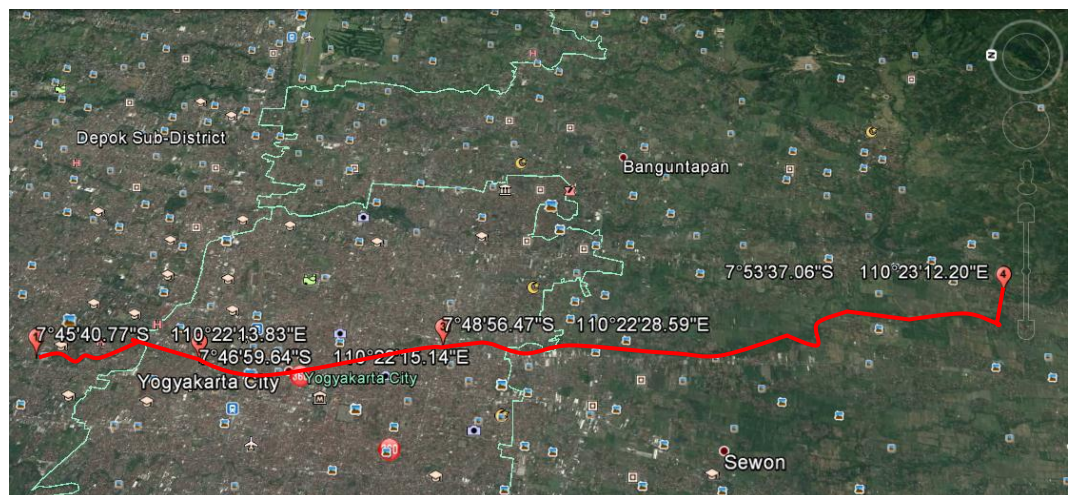 N
Depok Sub-District
Banguntapan
7°53'37.06"S 110°23'12.20"E
4
7°45'40.77"S 110°22'13.83"E
7°48'56.47"S 110°22'28.59"E
7°46'59.64"S 110°22'15.14"E
Yogyakarta City
Yogyakarta City
360
Sewon